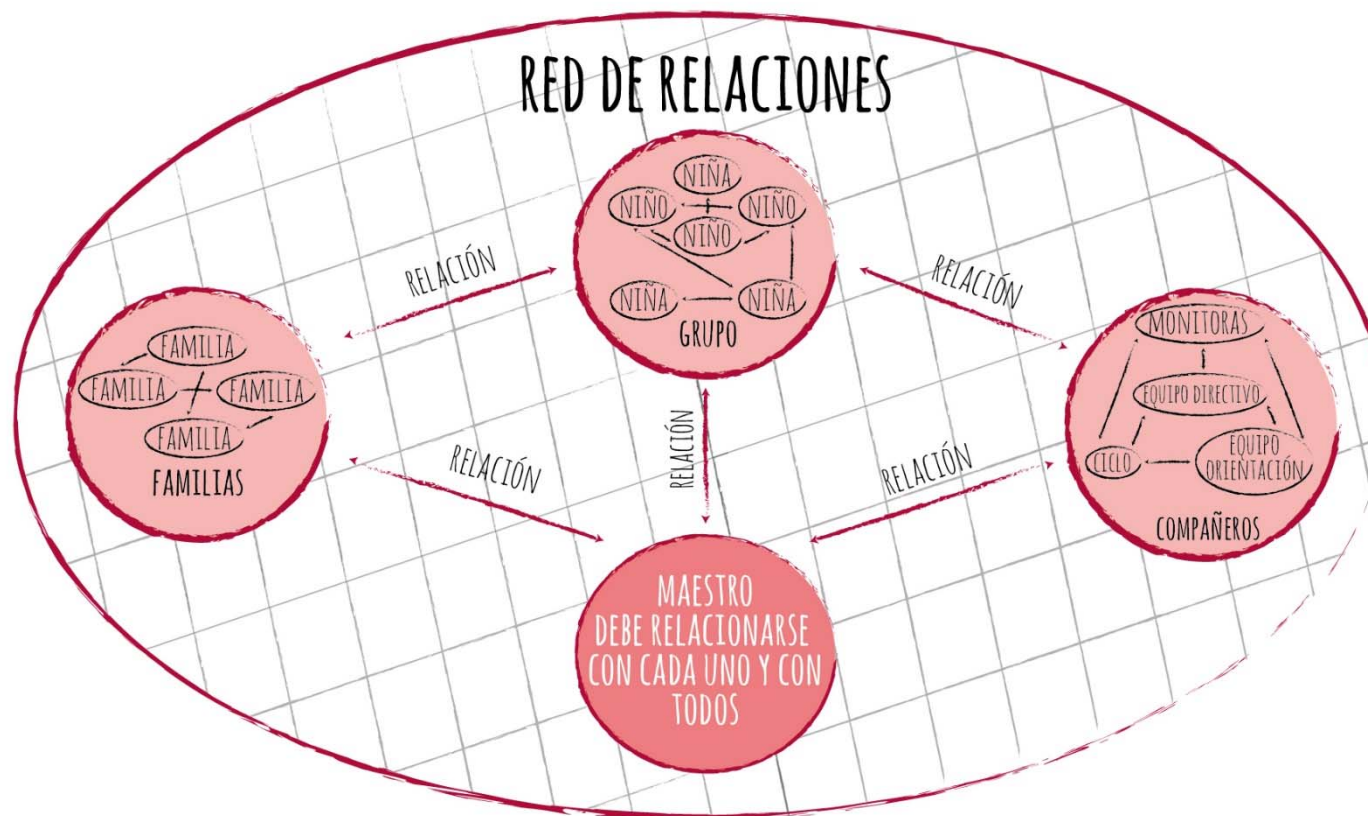 RED DE RELACIONES
NIÑA
NIÑO
NIÑO
NIÑO
NIÑA
NIÑA
GRUPO
RELACIÓN
RELACIÓN
FAMILIA
FAMILIA
FAMILIA
FAMILIA
FAMILIAS
MONITORAS
EQUIPO DIRECTIVO
CICLO
EQUIPO
ORIENTACIÓN
COMPAÑEROS
RELACIÓN
RELACIÓN
RELACIÓN
MAESTRO
DEBE RELACIONARSE
CON CADA UNO Y CON
TODOS